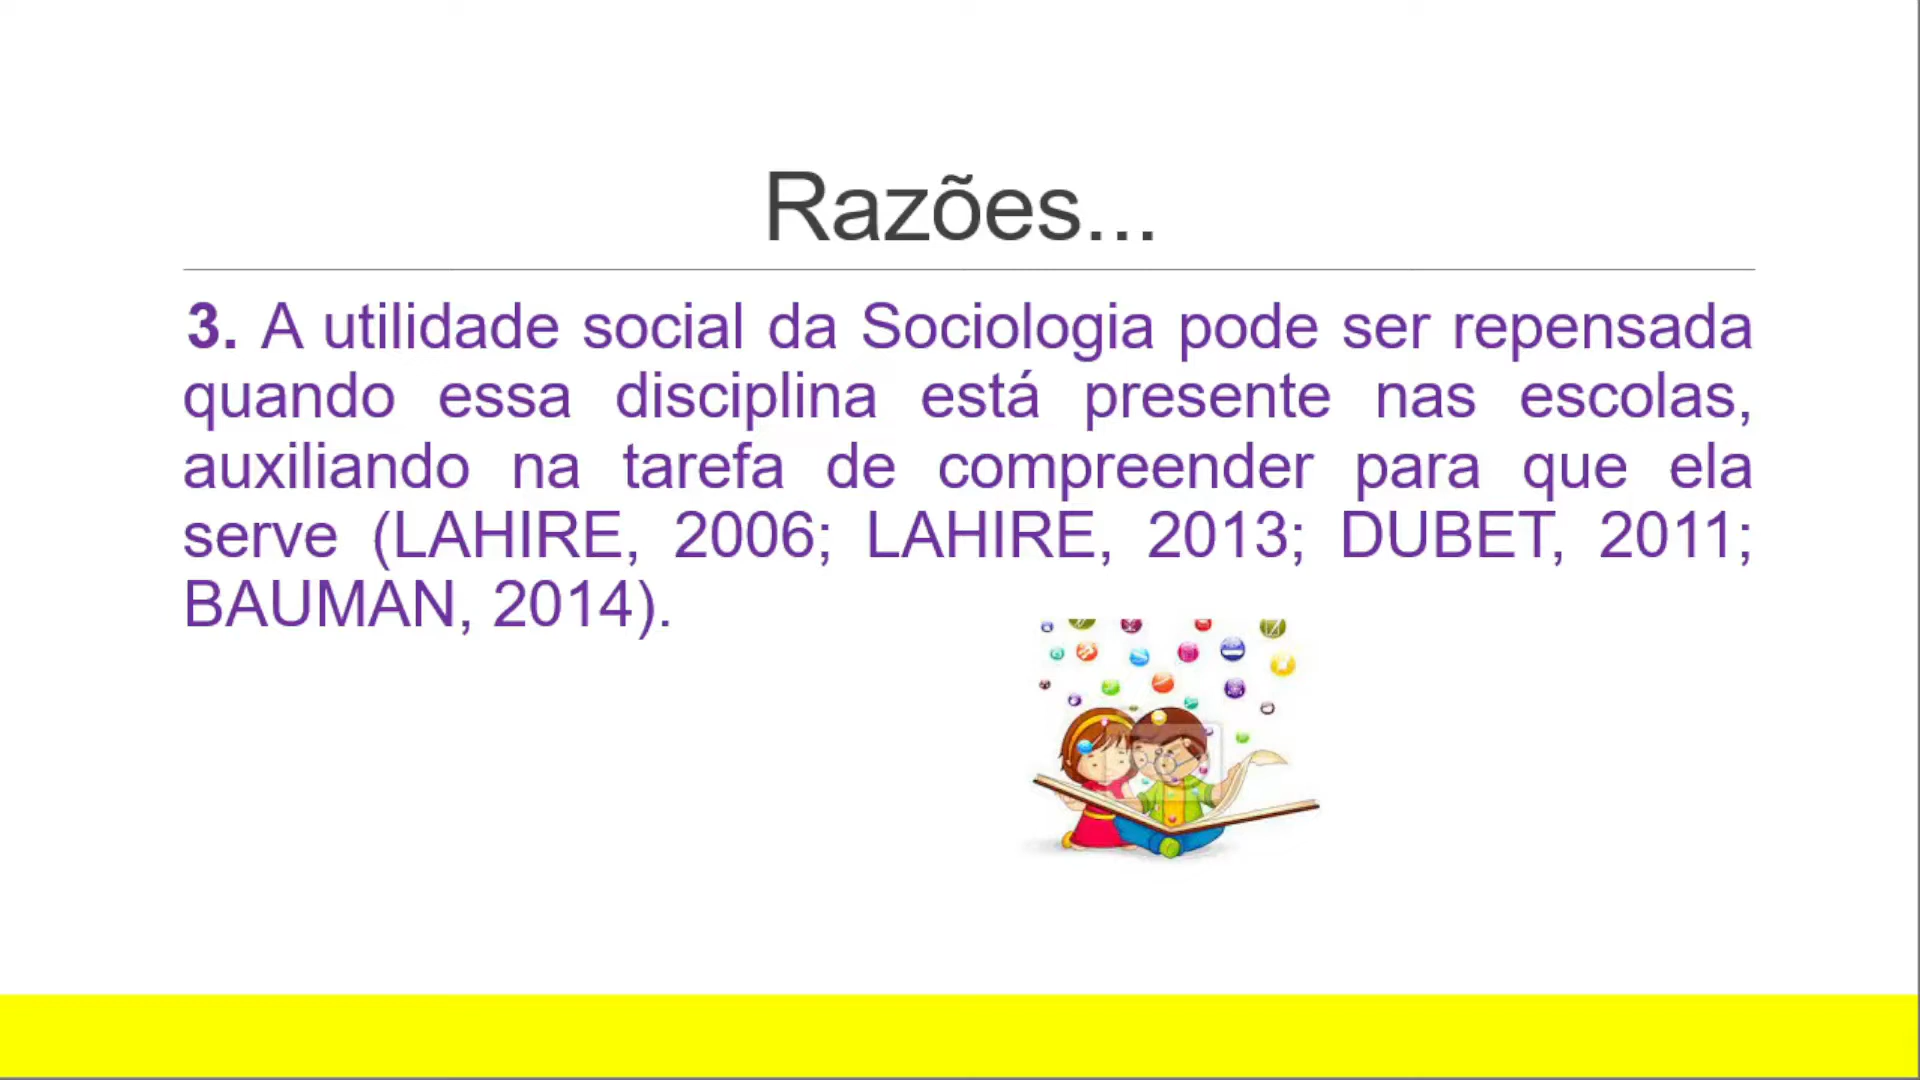 Razões...
3. A utilidade social da Sociologia pode ser repensada
quando essa disciplina está presente nas escolas,
auxiliando na tarefa de compreender para que ela
serve (LAHIRE, 2006; LAHIRE, 2013; DUBET, 2011;
BAUMAN, 2014).